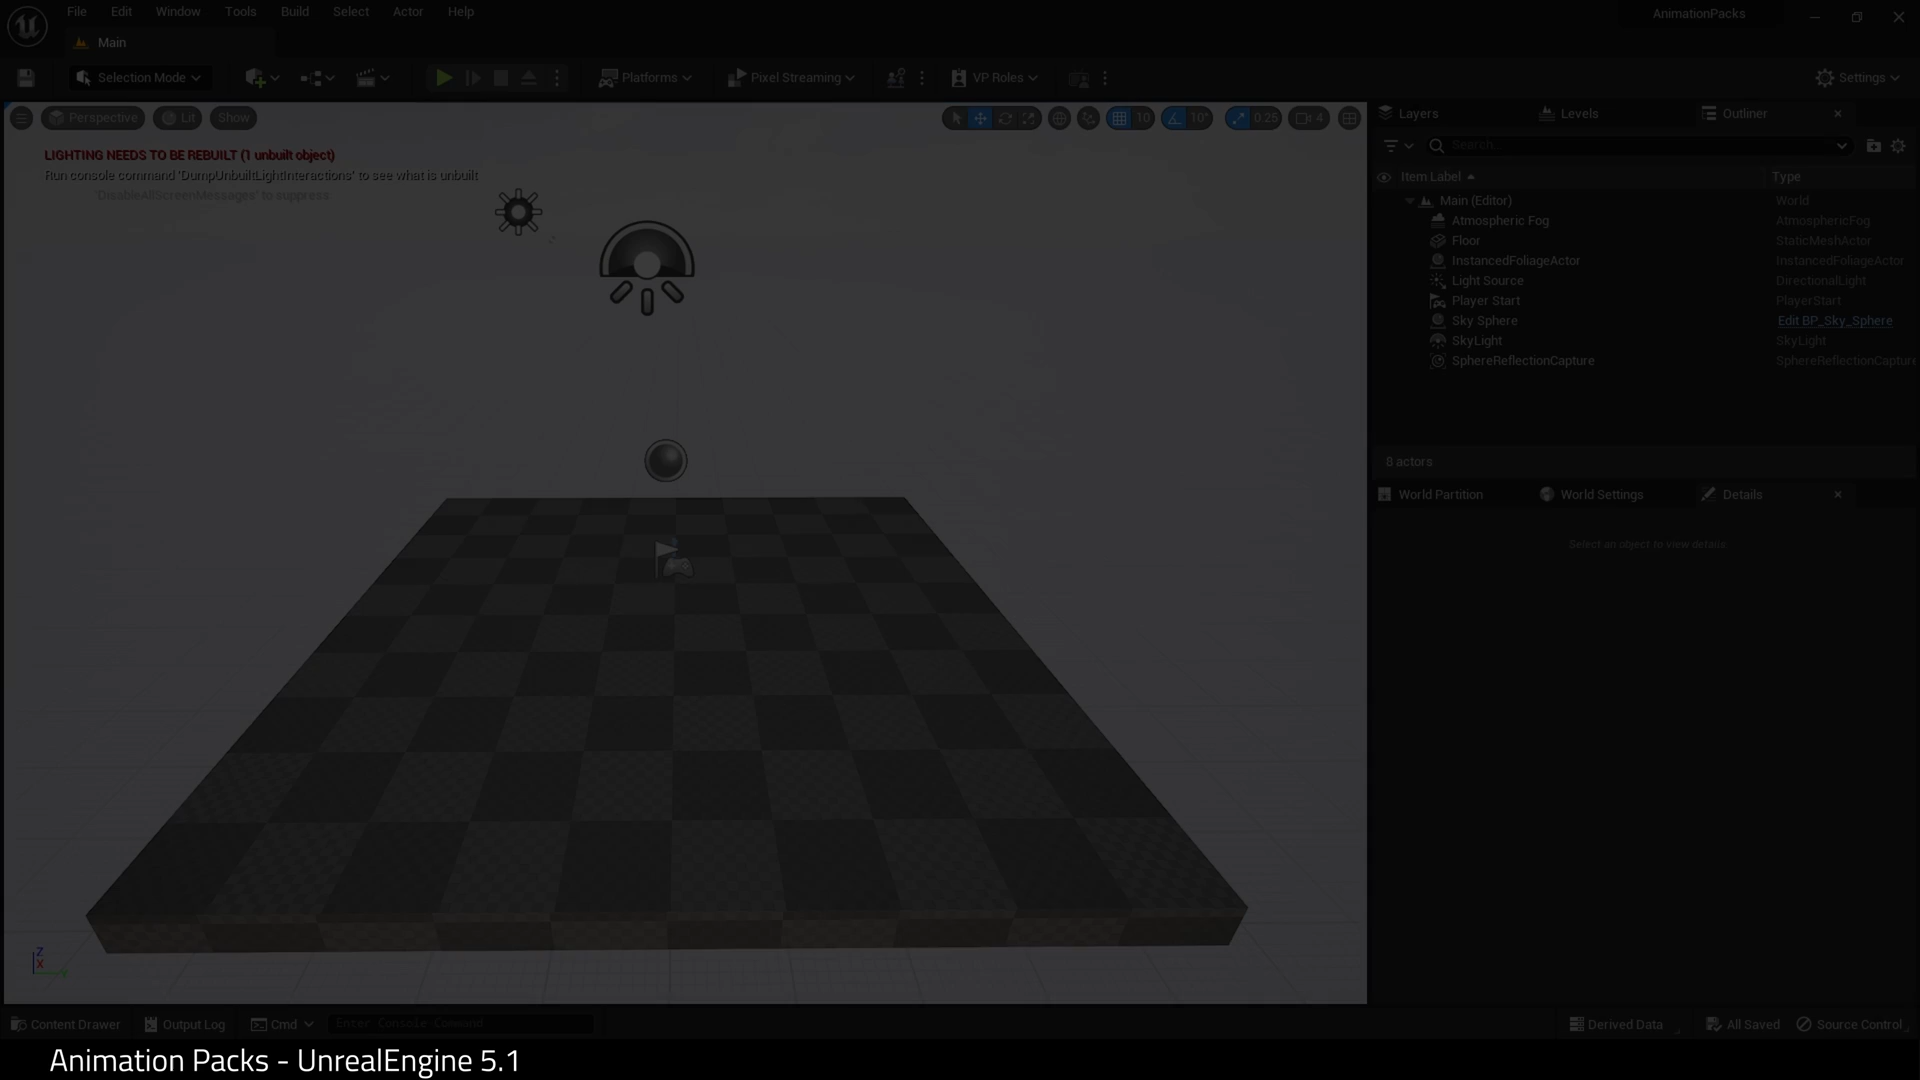 File Edit Window Tools Build Select Actor Help AnimationPacks
Main
Selection Mode Platforms Pixel Streaming VP Roles Settings
Perspective Lit Show 10 10° 0.25 4
Layers Levels Outliner
LIGHTING NEEDS TO BE REBUILT (1 unbuilt object)
Search...
Run console command 'DumpUnbuiltLightInteractions' to see what is unbuilt
Item Label Type
'DisableAllScreenMessages' to suppress
Main (Editor) World
Atmospheric Fog AtmosphericFog
Floor StaticMeshActor
InstancedFoliageActor InstancedFoliageActor
Light Source DirectionalLight
Player Start PlayerStart
Sky Sphere Edit BP_Sky_Sphere
SkyLight SkyLight
SphereReflectionCapture SphereReflectionCapture
8 actors
World Partition World Settings Details
Select an object to view details
Z
X
Y
Content Drawer Output Log Cmd Enter Console Command Derived Data All Saved Source Control
Animation Packs - UnrealEngine 5.1